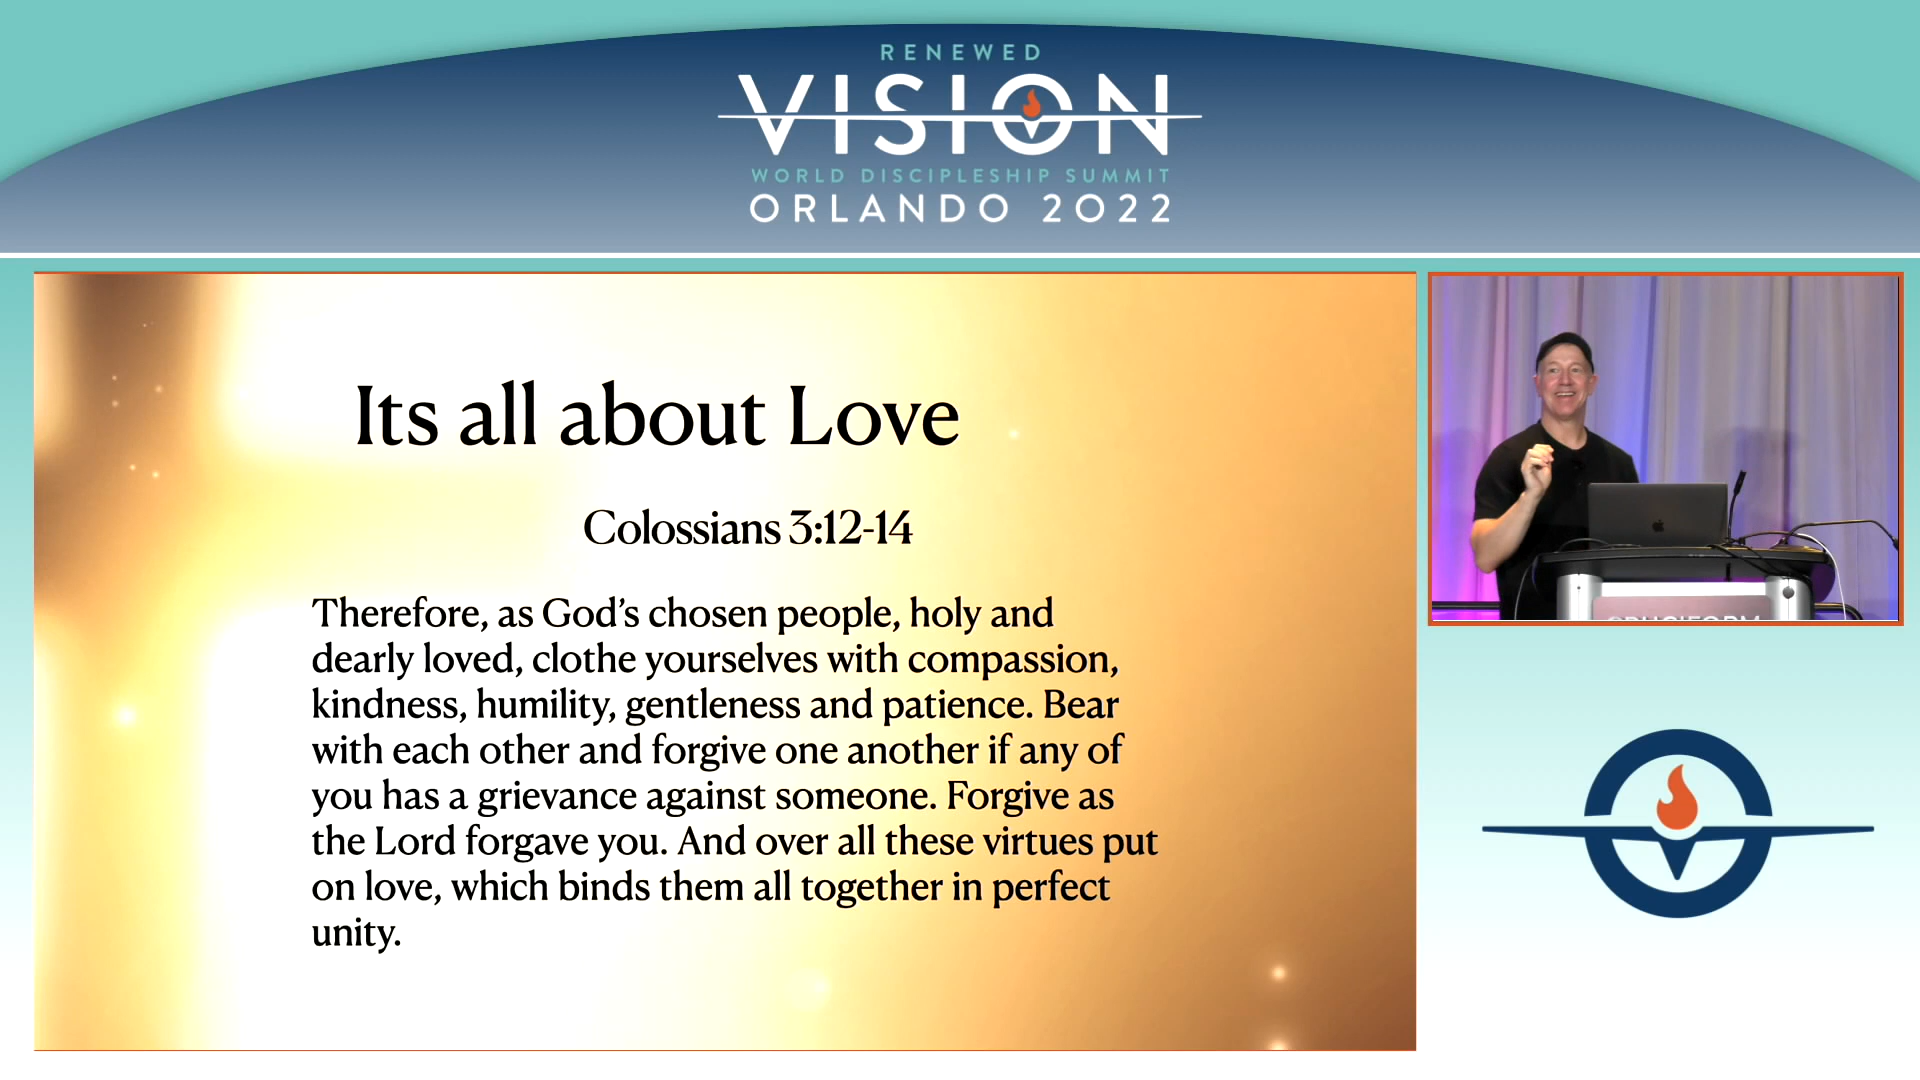 RENEWED
VISION
WORLD DISCIPLESHIP SUMMIT
ORLANDO 2022
Its all about Love
Colossians 3:12-14
Therefore, as God’s chosen people, holy and
dearly loved, clothe yourselves with compassion,
kindness, humility, gentleness and patience. Bear
with each other and forgive one another if any of
you has a grievance against someone. Forgive as
the Lord forgave you. And over all these virtues put
on love, which binds them all together in perfect
unity.